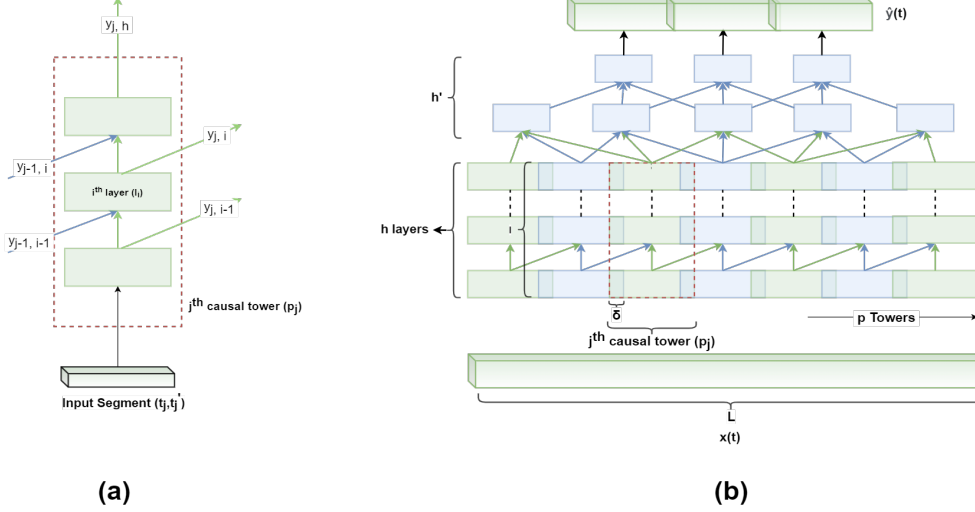 yj, h
yj, i
yj-1, i
ith layer (li)
yj, i-1
yj-1, i-1
jth causal tower (pj)
Input Segment (tj,tj')
(a)
ŷ(t)
h'
h layers
δ
p Towers
jth causal tower (pj)
L
x(t)
(b)